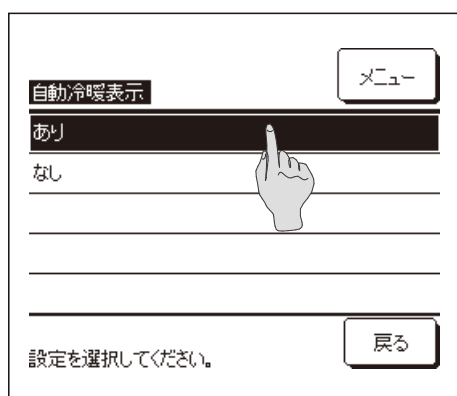 メニュー
自動冷暖表示
あり
なし
設定を選択してください。
戻る